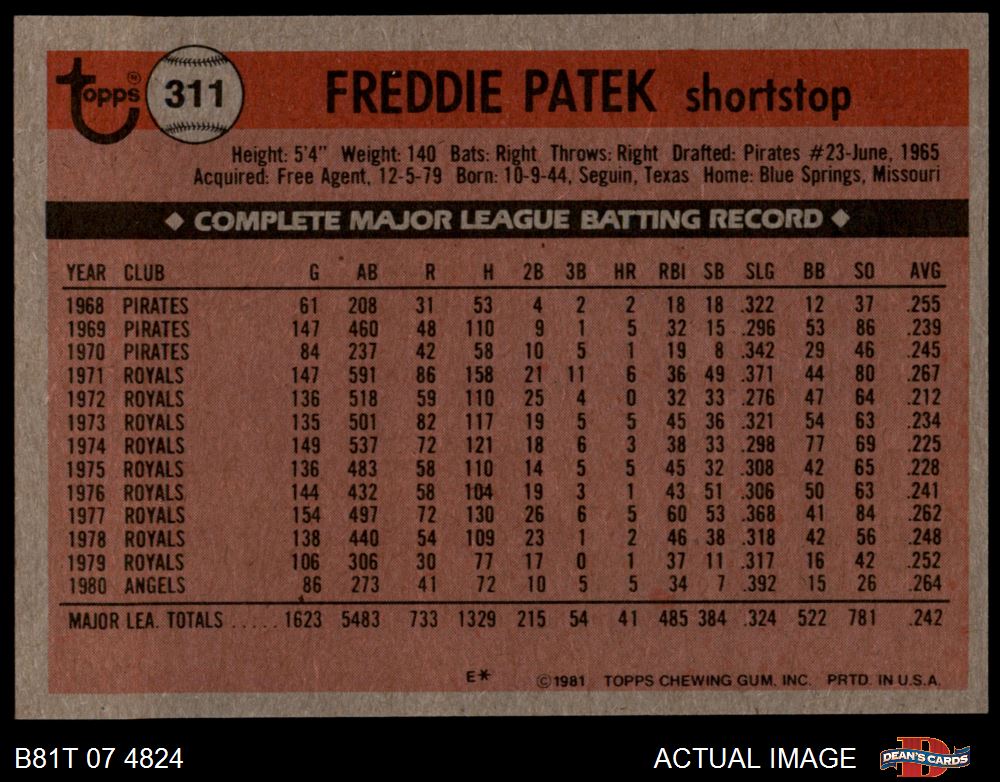 Topps® 311 FREDDIE PATEK shortstop
Height: 5'4" Weight: 140 Bats: Right Throws: Right Drafted: Pirates #23-June, 1965
Acquired: Free Agent, 12-5-79 Born: 10-9-44, Seguin, Texas Home: Blue Springs, Missouri
◆ COMPLETE MAJOR LEAGUE BATTING RECORD ◆
YEAR CLUB G AB R H 2B 3B HR RBI SB SLG BB SO AVG
1968 PIRATES 61 208 31 53 4 2 2 18 18 .322 12 37 .255
1969 PIRATES 147 460 48 110 9 1 5 32 15 .296 53 86 .239
1970 PIRATES 84 237 42 58 10 5 1 19 8 .342 29 46 .245
1971 ROYALS 147 591 86 158 21 11 6 36 49 .371 44 80 .267
1972 ROYALS 136 518 59 110 25 4 0 32 33 .276 47 64 .212
1973 ROYALS 135 501 82 117 19 5 5 45 36 .321 54 63 .234
1974 ROYALS 149 537 72 121 18 6 3 38 33 .298 77 69 .225
1975 ROYALS 136 483 58 110 14 5 5 45 32 .308 42 65 .228
1976 ROYALS 144 432 58 104 19 3 1 43 51 .306 50 63 .241
1977 ROYALS 154 497 72 130 26 6 5 60 53 .368 41 84 .262
1978 ROYALS 138 440 54 109 23 1 2 46 38 .318 42 56 .248
1979 ROYALS 106 306 30 77 17 0 1 37 11 .317 16 42 .252
1980 ANGELS 86 273 41 72 10 5 5 34 7 .392 15 26 .264
MAJOR LEA. TOTALS ..... 1623 5483 733 1329 215 54 41 485 384 .324 522 781 .242
E* ©1981 TOPPS CHEWING GUM, INC. PRTD. IN U.S.A.
B81T 07 4824 ACTUAL IMAGE DEAN'S CARDS